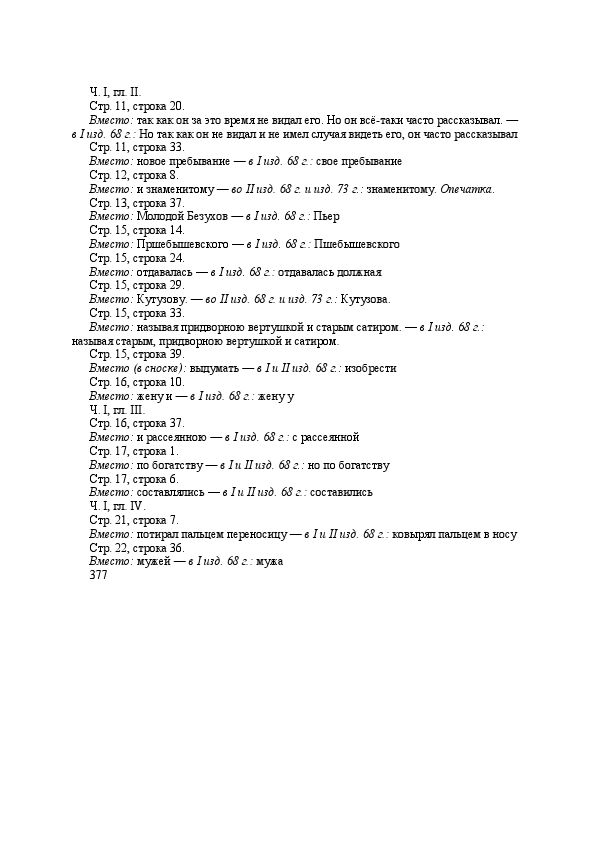 Ч. I, гл. II.
Стр. 11, строка 20.
Вместо: так как он за это время не видал его. Но он всё-таки часто рассказывал. —
в I изд. 68 г.: Но так как он не видал и не имел случая видеть его, он часто рассказывал
Стр. 11, строка 33.
Вместо: новое пребывание — в I изд. 68 г.: свое пребывание
Стр. 12, строка 8.
Вместо: и знаменитому — во II изд. 68 г. и изд. 73 г.: знаменитому. Опечатка.
Стр. 13, строка 37.
Вместо: Молодой Безухов — в I изд. 68 г.: Пьер
Стр. 15, строка 14.
Вместо: Пршебышевского — в I изд. 68 г.: Пшебышевского
Стр. 15, строка 24.
Вместо: отдавалась — в I изд. 68 г.: отдавалась должная
Стр. 15, строка 29.
Вместо: Кутузову. — во II изд. 68 г. и изд. 73 г.: Кутузова.
Стр. 15, строка 33.
Вместо: называя придворною вертушкой и старым сатиром. — в I изд. 68 г.:
называя старым, придворною вертушкой и сатиром.
Стр. 15, строка 39.
Вместо (в сноске): выдумать — в I и II изд. 68 г.: изобрести
Стр. 16, строка 10.
Вместо: жену и — в I изд. 68 г.: жену у
Ч. I, гл. III.
Стр. 16, строка 37.
Вместо: и рассеянною — в I изд. 68 г.: с рассеянной
Стр. 17, строка 1.
Вместо: по богатству — в I и II изд. 68 г.: но по богатству
Стр. 17, строка 6.
Вместо: составлялись — в I и II изд. 68 г.: составились
Ч. I, гл. IV.
Стр. 21, строка 7.
Вместо: потирал пальцем переносицу — в I и II изд. 68 г.: ковырял пальцем в носу
Стр. 22, строка 36.
Вместо: мужей — в I изд. 68 г.: мужа
377